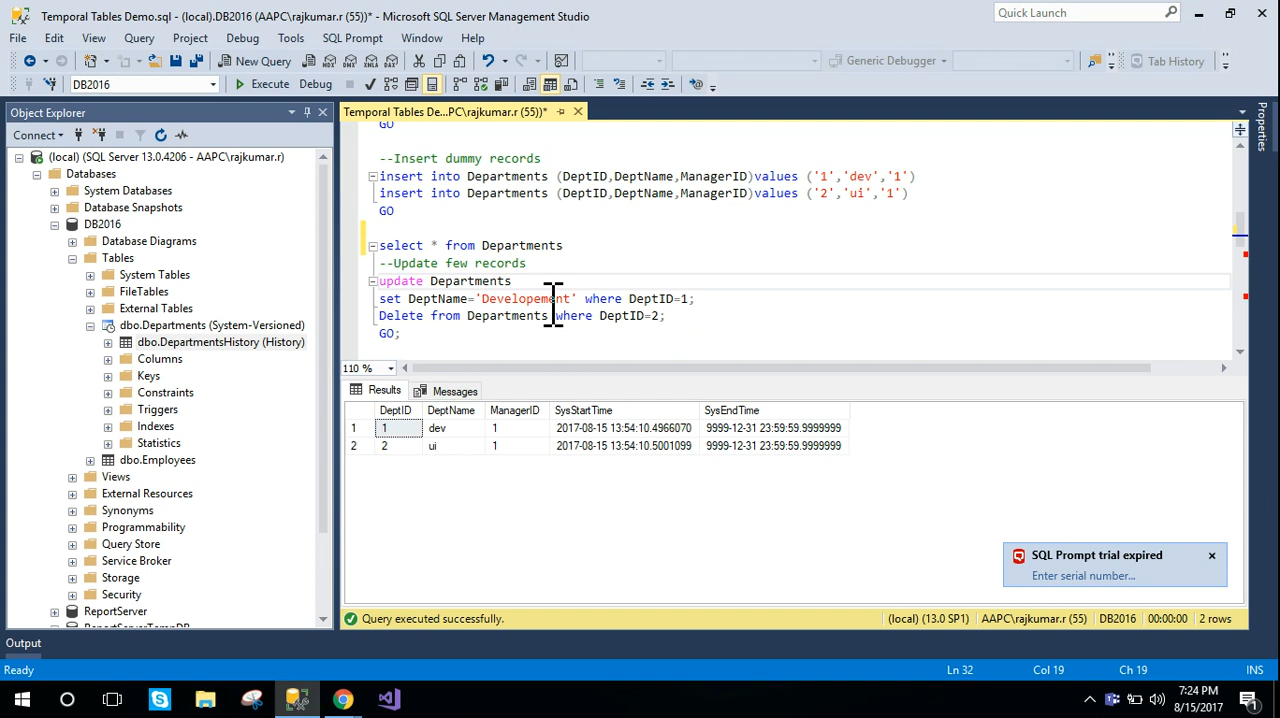 Temporal Tables Demo.sql - (local).DB2016 (AAPC\rajkumar.r (55))* - Microsoft SQL Server Management Studio
Quick Launch
File Edit View Query Project Debug Tools SQL Prompt Window Help
New Query
Generic Debugger
Tab History
DB2016
Execute Debug
Object Explorer
Connect
(local) (SQL Server 13.0.4206 - AAPC\rajkumar.r)
Databases
System Databases
Database Snapshots
DB2016
Database Diagrams
Tables
System Tables
FileTables
External Tables
dbo.Departments (System-Versioned)
dbo.DepartmentsHistory (History)
Columns
Keys
Constraints
Triggers
Indexes
Statistics
dbo.Employees
Views
External Resources
Synonyms
Programmability
Query Store
Service Broker
Storage
Security
ReportServer
ReportServerTempDB
Temporal Tables De...PC\rajkumar.r (55))*
GO
--Insert dummy records
insert into Departments (DeptID,DeptName,ManagerID)values ('1','dev','1')
insert into Departments (DeptID,DeptName,ManagerID)values ('2','ui','1')
GO
select * from Departments
--Update few records
update Departments
set DeptName='Developement' where DeptID=1;
Delete from Departments where DeptID=2;
GO;
110 %
Results Messages
DeptID DeptName ManagerID SysStartTime SysEndTime
1 1 dev 1 2017-08-15 13:54:10.4966070 9999-12-31 23:59:59.9999999
2 2 ui 1 2017-08-15 13:54:10.5001099 9999-12-31 23:59:59.9999999
SQL Prompt trial expired
Enter serial number...
Query executed successfully. (local) (13.0 SP1) AAPC\rajkumar.r (55) DB2016 00:00:00 2 rows
Properties
Output
Ready Ln 32 Col 19 Ch 19 INS
7:24 PM
8/15/2017
1